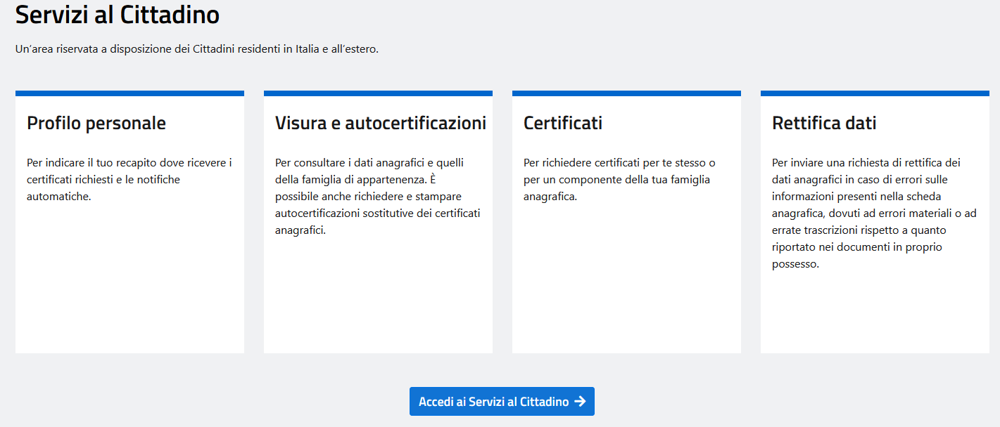 Servizi al Cittadino
Un'area riservata a disposizione dei Cittadini residenti in Italia e all'estero.
Profilo personale
Per indicare il tuo recapito dove ricevere i
certificati richiesti e le notifiche
automatiche.
Visura e autocertificazioni
Per consultare i dati anagrafici e quelli
della famiglia di appartenenza. È
possibile anche richiedere e stampare
autocertificazioni sostitutive dei certificati
anagrafici.
Certificati
Per richiedere certificati per te stesso o
per un componente della tua famiglia
anagrafica.
Rettifica dati
Per inviare una richiesta di rettifica dei
dati anagrafici in caso di errori sulle
informazioni presenti nella scheda
anagrafica, dovuti ad errori materiali o ad
errate trascrizioni rispetto a quanto
riportato nei documenti in proprio
possesso.
Accedi ai Servizi al Cittadino →